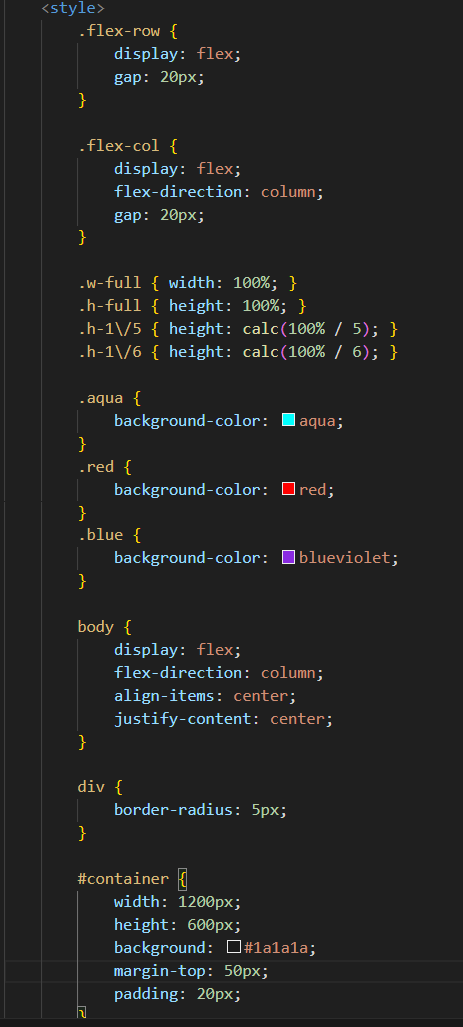 <style>
.flex-row {
display: flex;
gap: 20px;
}
.flex-col {
display: flex;
flex-direction: column;
gap: 20px;
}
.w-full { width: 100%; }
.h-full { height: 100%; }
.h-1\/5 { height: calc(100% / 5); }
.h-1\/6 { height: calc(100% / 6); }
.aqua {
background-color: aqua;
}
.red {
background-color: red;
}
.blue {
background-color: blueviolet;
}
body {
display: flex;
flex-direction: column;
align-items: center;
justify-content: center;
}
div {
border-radius: 5px;
}
#container {
width: 1200px;
height: 600px;
background: #1a1a1a;
margin-top: 50px;
padding: 20px;
}